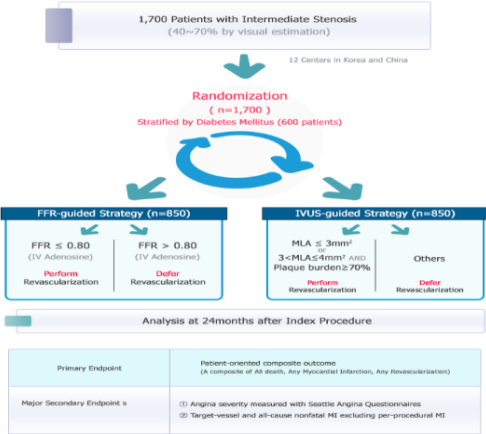 1,700 Patients with Intermediate Stenosis
(40~70% by visual estimation)
12 Centers in Korea and China
Randomization
( n=1,700 )
Stratified by Diabetes Mellitus (600 patients)
FFR-guided Strategy (n=850)
FFR ≤ 0.80
(IV Adenosine)
Perform
Revascularization
FFR > 0.80
(IV Adenosine)
Defer
Revascularization
IVUS-guided Strategy (n=850)
MLA ≤ 3mm²
or
3<MLA≤4mm² AND
Plaque burden≥70%
Perform
Revascularization
Others
Defer
Revascularization
Analysis at 24months after Index Procedure
Primary Endpoint
Patient-oriented composite outcome
(A composite of All death, Any Myocardial Infarction, Any Revascularization)
Major Secondary Endpoint s
① Angina severity measured with Seattle Angina Questionnaires
② Target-vessel and all-cause nonfatal MI excluding per-procedural MI